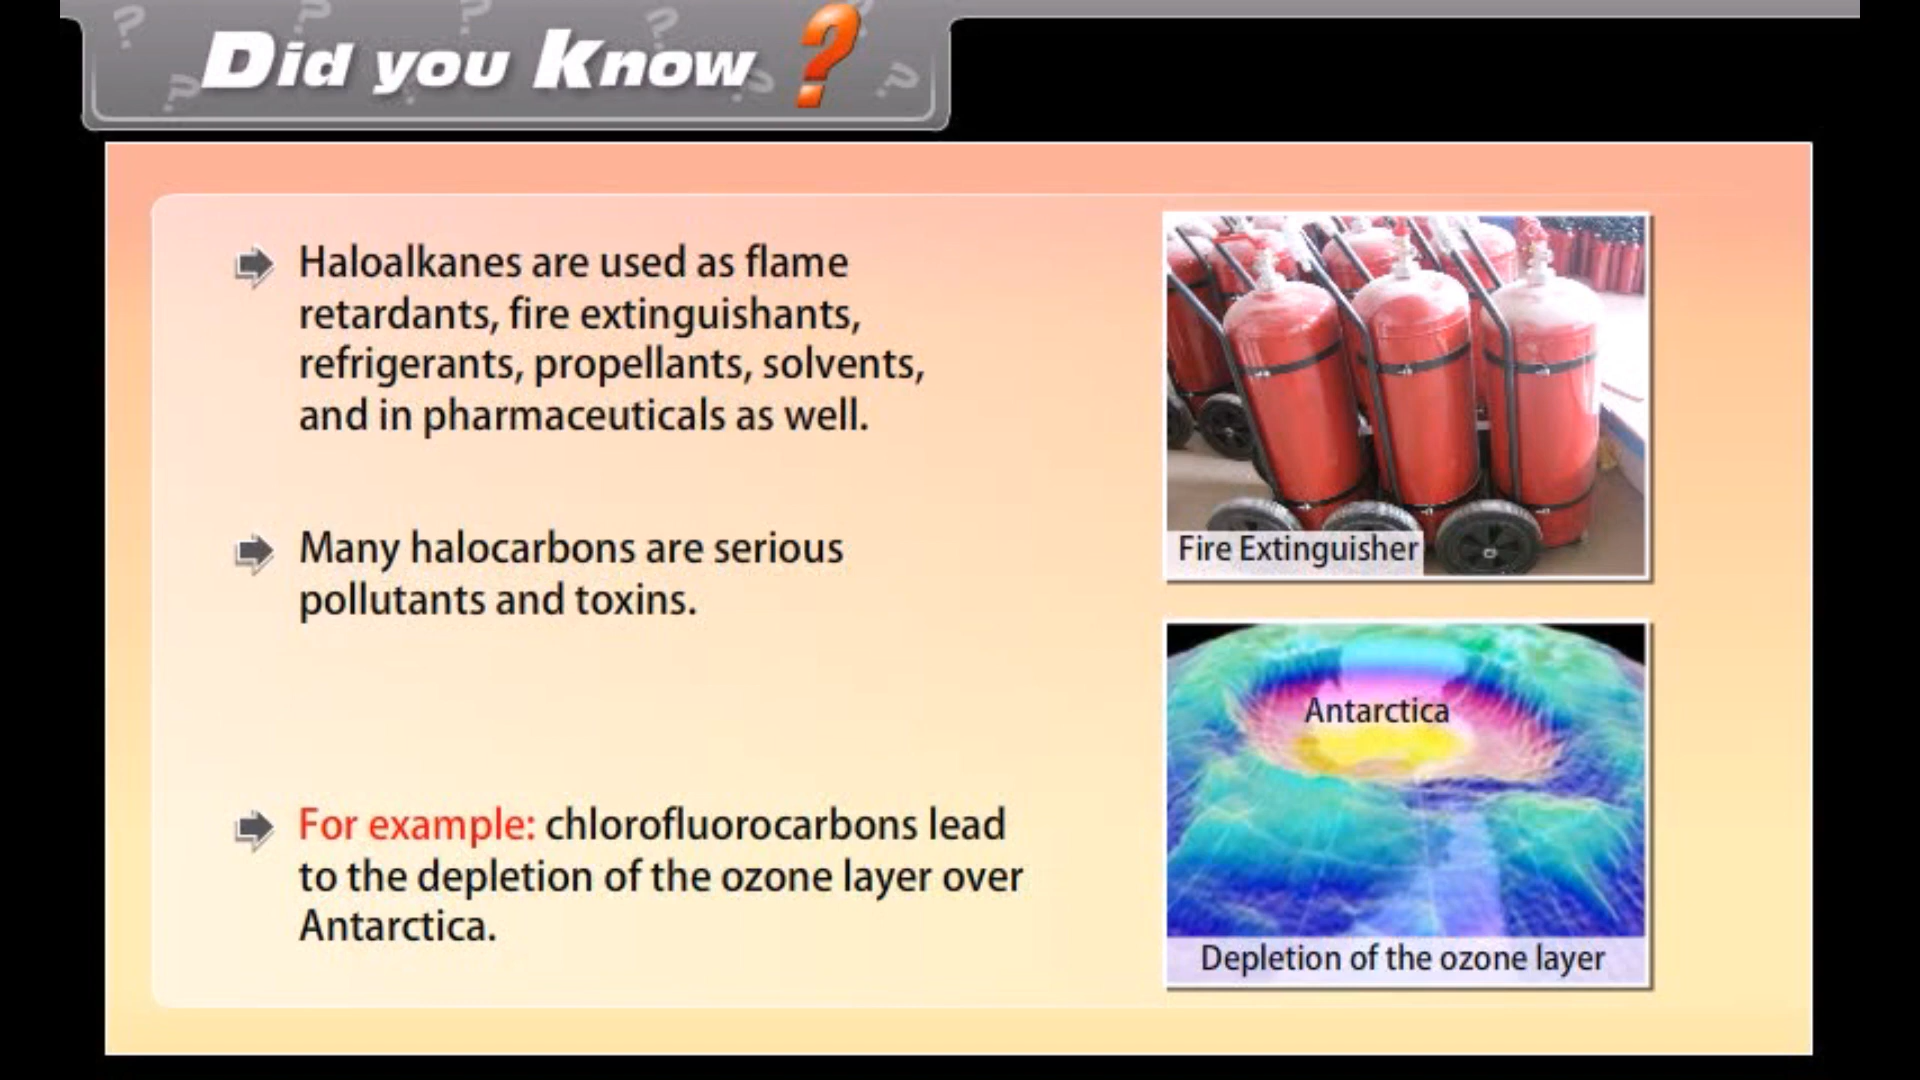 Did you Know ?
Haloalkanes are used as flame
retardants, fire extinguishants,
refrigerants, propellants, solvents,
and in pharmaceuticals as well.
Many halocarbons are serious
pollutants and toxins.
For example: chlorofluorocarbons lead
to the depletion of the ozone layer over
Antarctica.
Fire Extinguisher
Antarctica
Depletion of the ozone layer